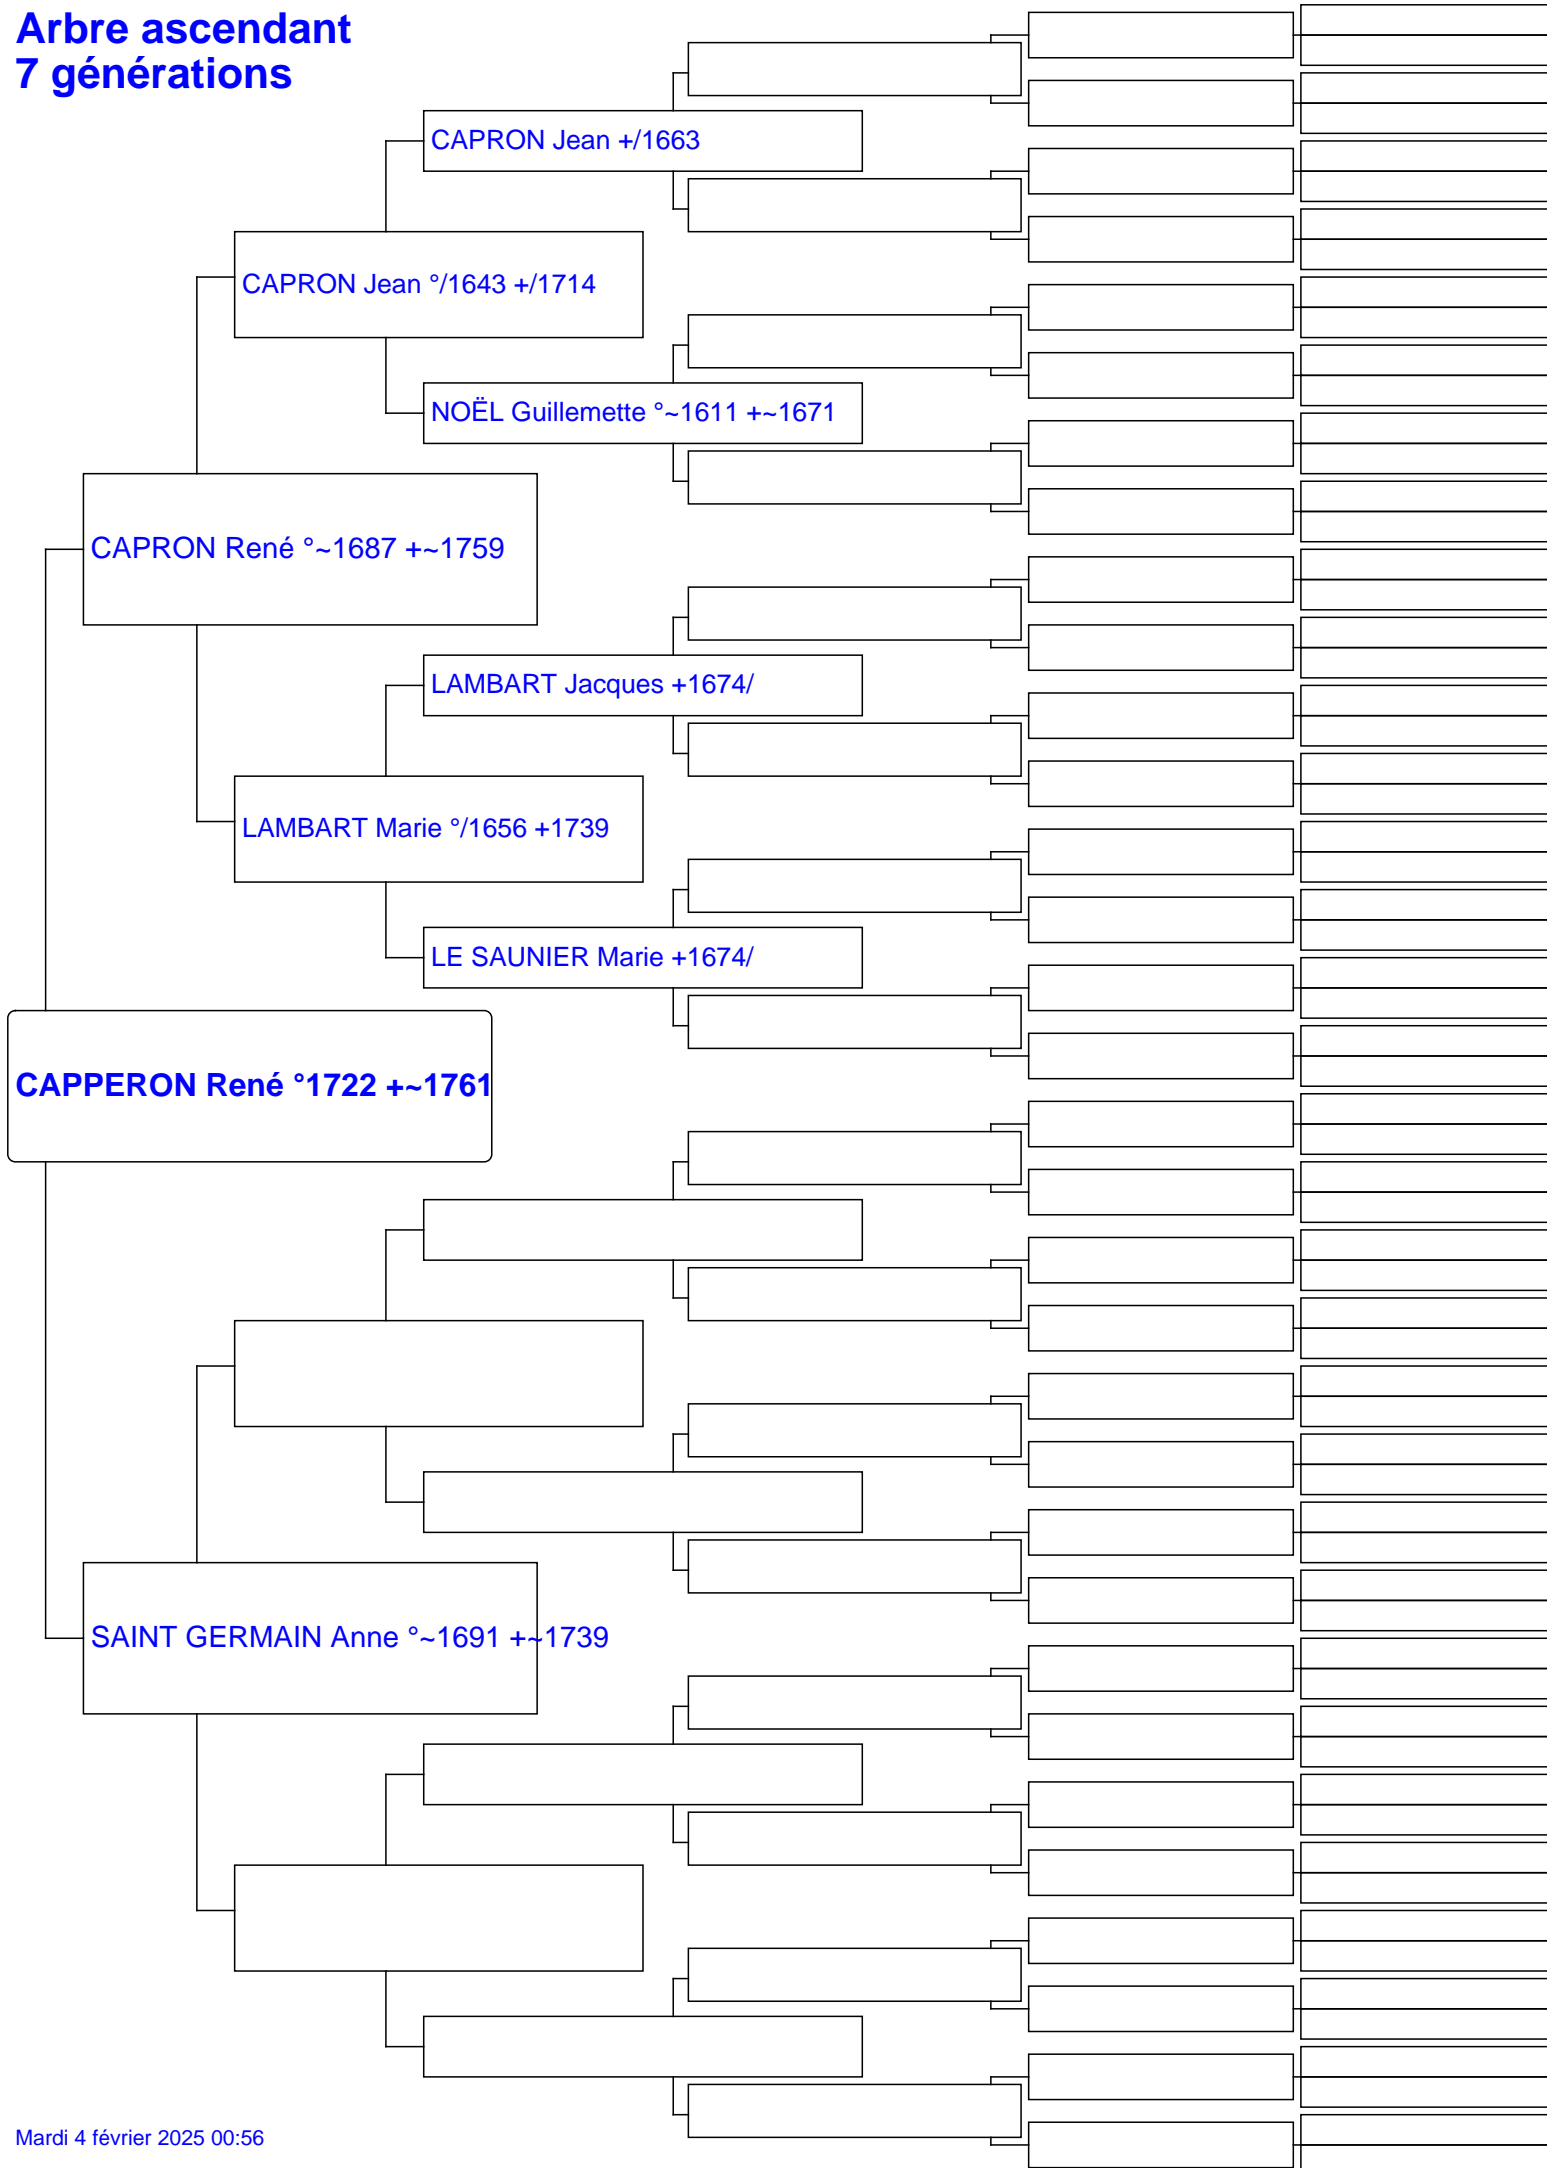 Arbre ascendant
7 générations
CAPRON Jean +/1663
CAPRON Jean °/1643 +/1714
NOËL Guillemette °~1611 +~1671
CAPRON René °~1687 +~1759
LAMBART Jacques +1674/
LAMBART Marie °/1656 +1739
LE SAUNIER Marie +1674/
CAPPERON René °1722 +~1761
SAINT GERMAIN Anne °~1691 +~1739
Mardi 4 février 2025 00:56